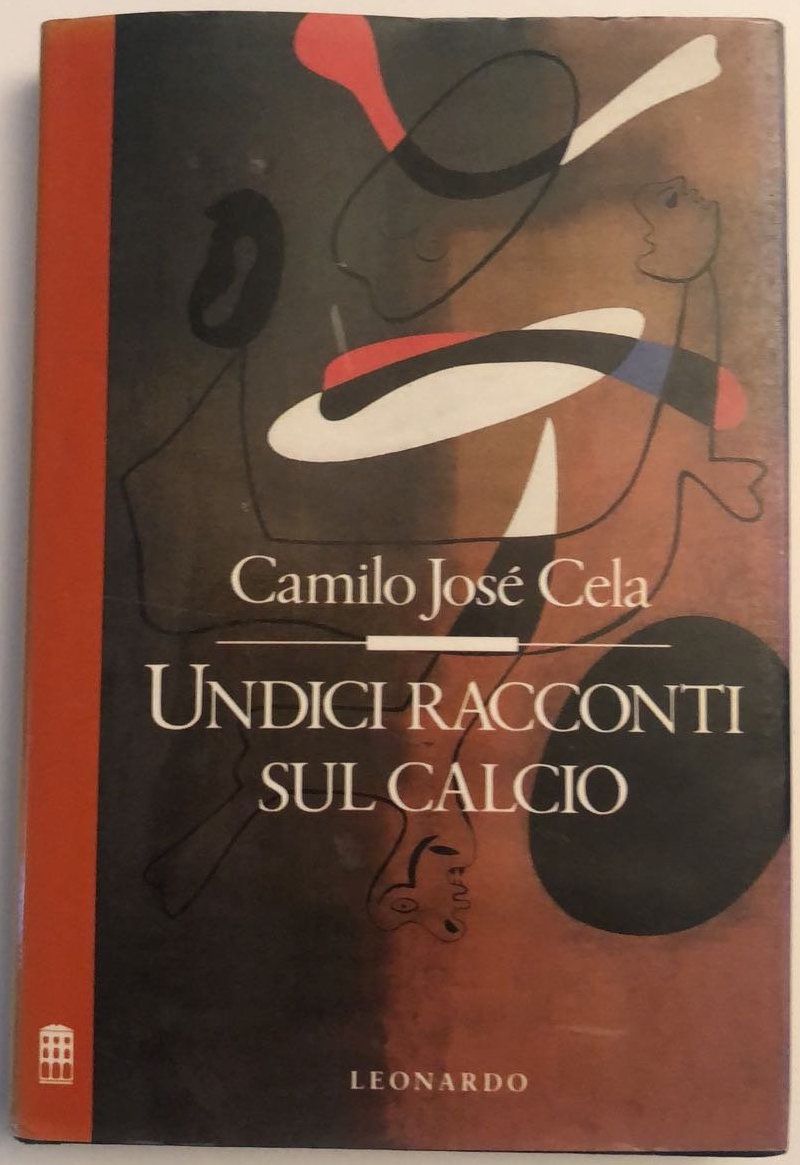 Camilo José Cela
UNDICI RACCONTI
SUL CALCIO
LEONARDO